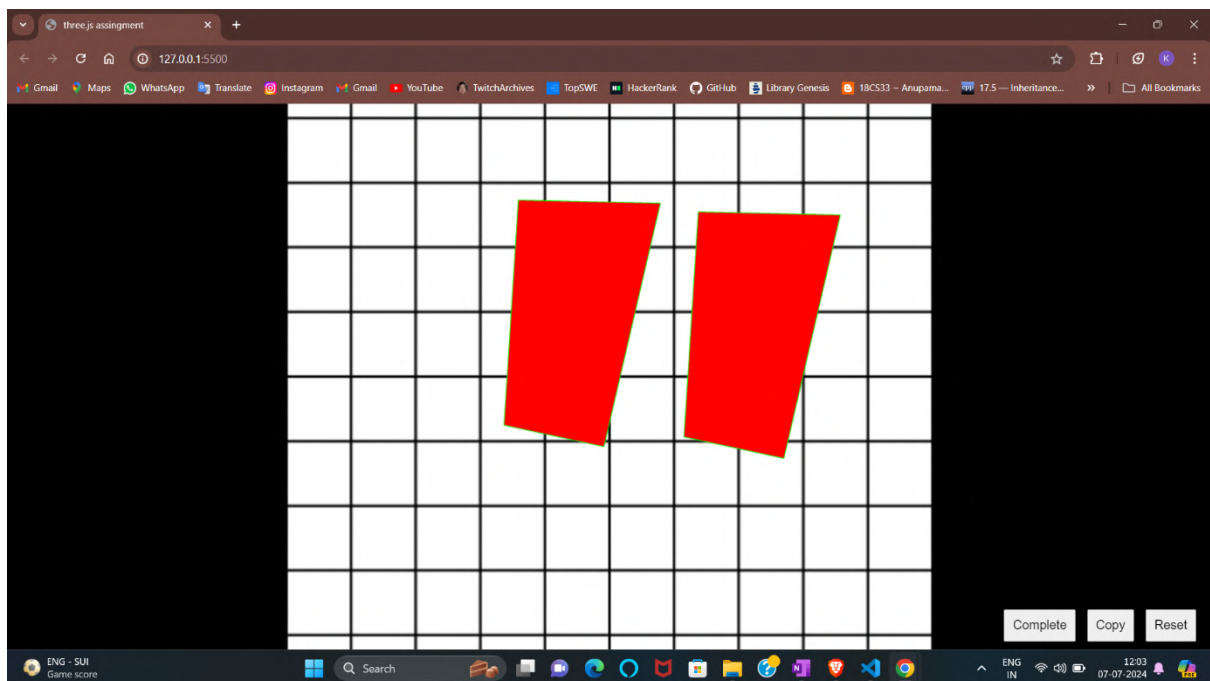 three.js assingment
127.0.0.1:5500
K
Gmail Maps WhatsApp Translate Instagram Gmail YouTube TwitchArchives TopSWE HackerRank GitHub Library Genesis 18CS33 – Anupama... 17.5 — Inheritance... » All Bookmarks
Complete Copy Reset
ENG - SUI
Game score
Search
ENG
IN
12:03
07-07-2024